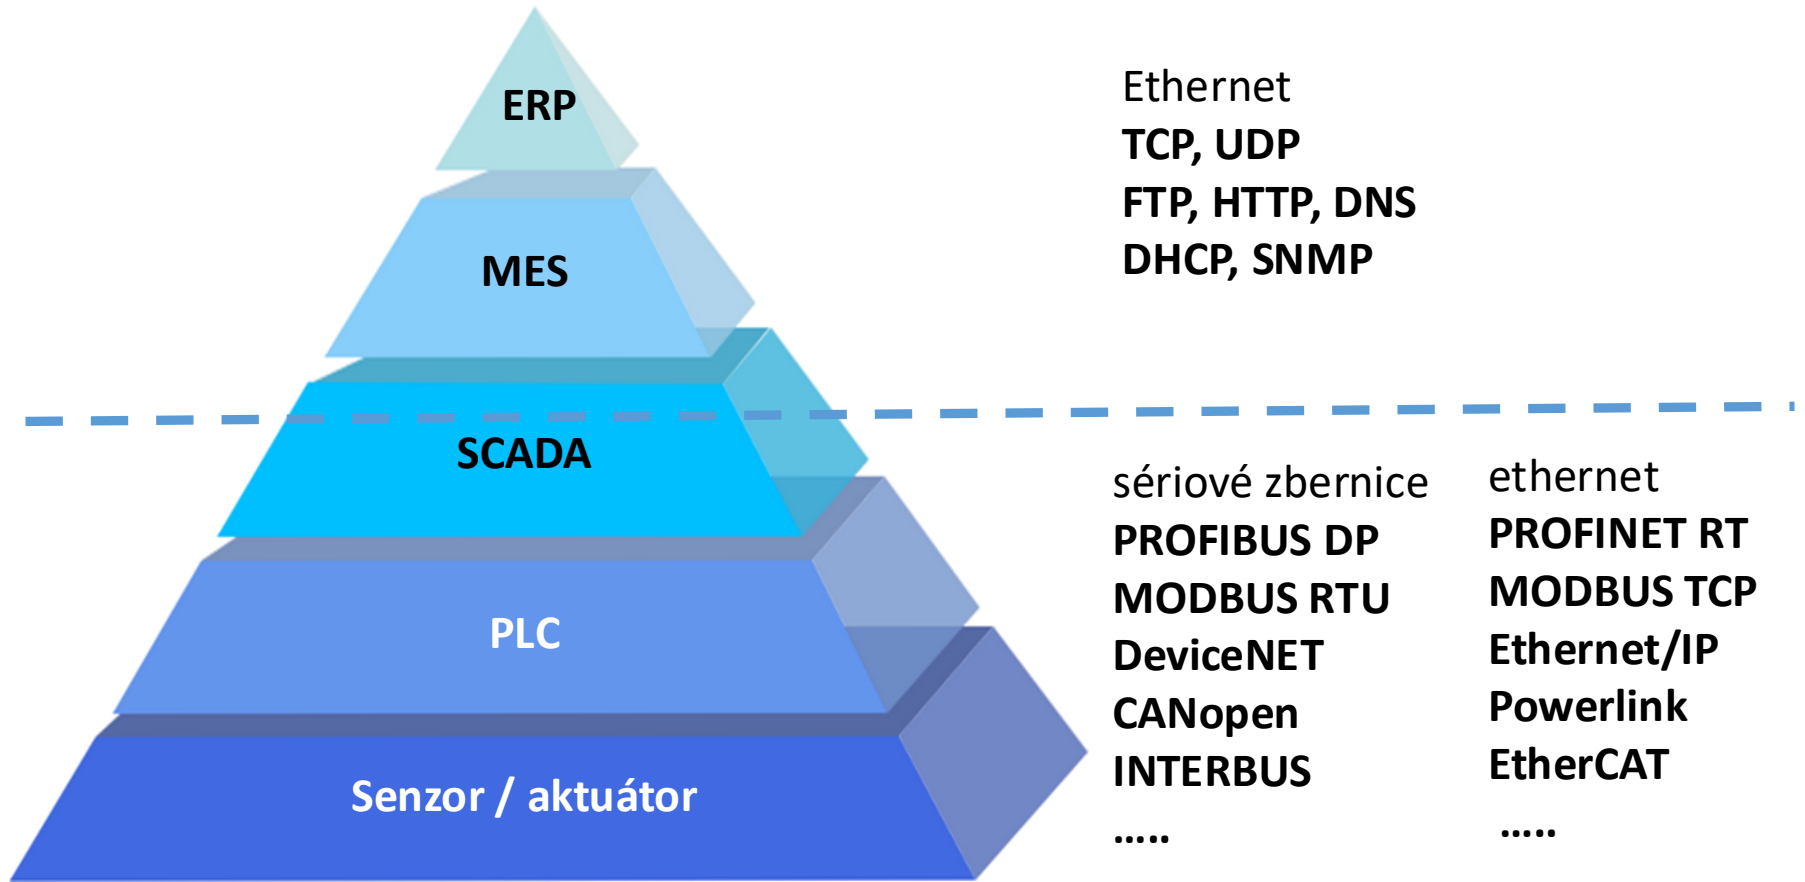 ERP
MES
SCADA
PLC
Senzor / aktuátor
Ethernet
TCP, UDP
FTP, HTTP, DNS
DHCP, SNMP
sériové zbernice
PROFIBUS DP
MODBUS RTU
DeviceNET
CANopen
INTERBUS
.....
ethernet
PROFINET RT
MODBUS TCP
Ethernet/IP
Powerlink
EtherCAT
.....